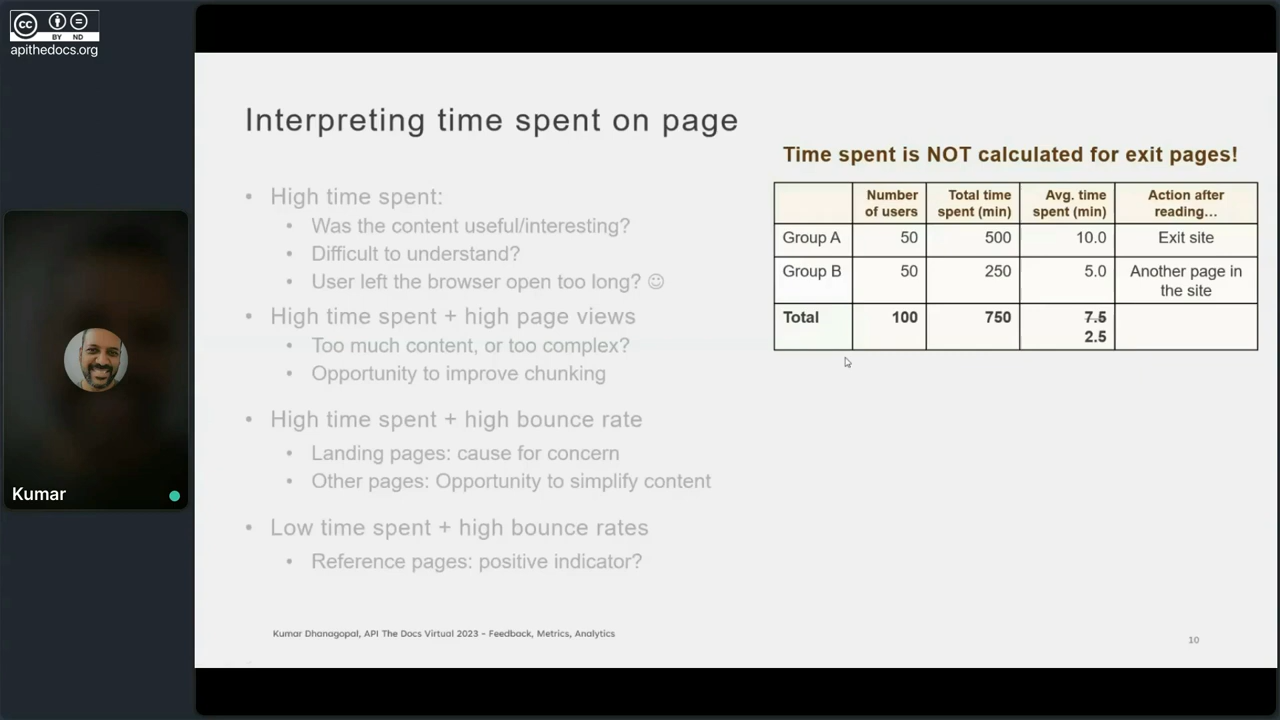 cc
BY ND
apithedocs.org
Interpreting time spent on page
Time spent is NOT calculated for exit pages!
• High time spent:
• Was the content useful/interesting?
• Difficult to understand?
• User left the browser open too long? ☺
• High time spent + high page views
• Too much content, or too complex?
• Opportunity to improve chunking
• High time spent + high bounce rate
• Landing pages: cause for concern
• Other pages: Opportunity to simplify content
• Low time spent + high bounce rates
• Reference pages: positive indicator?
Number of users Total time spent (min) Avg. time spent (min) Action after reading...
Group A 50 500 10.0 Exit site
Group B 50 250 5.0 Another page in the site
Total 100 750 7.5 2.5
Kumar
Kumar Dhanagopal, API The Docs Virtual 2023 – Feedback, Metrics, Analytics
10